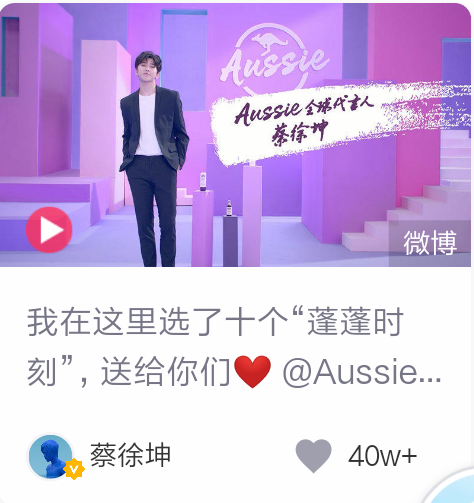 Aussie
Aussie 全球代言人
蔡徐坤
微博
我在这里选了十个“蓬蓬时
刻”，送给你们❤️ @Aussie...
蔡徐坤
40w+